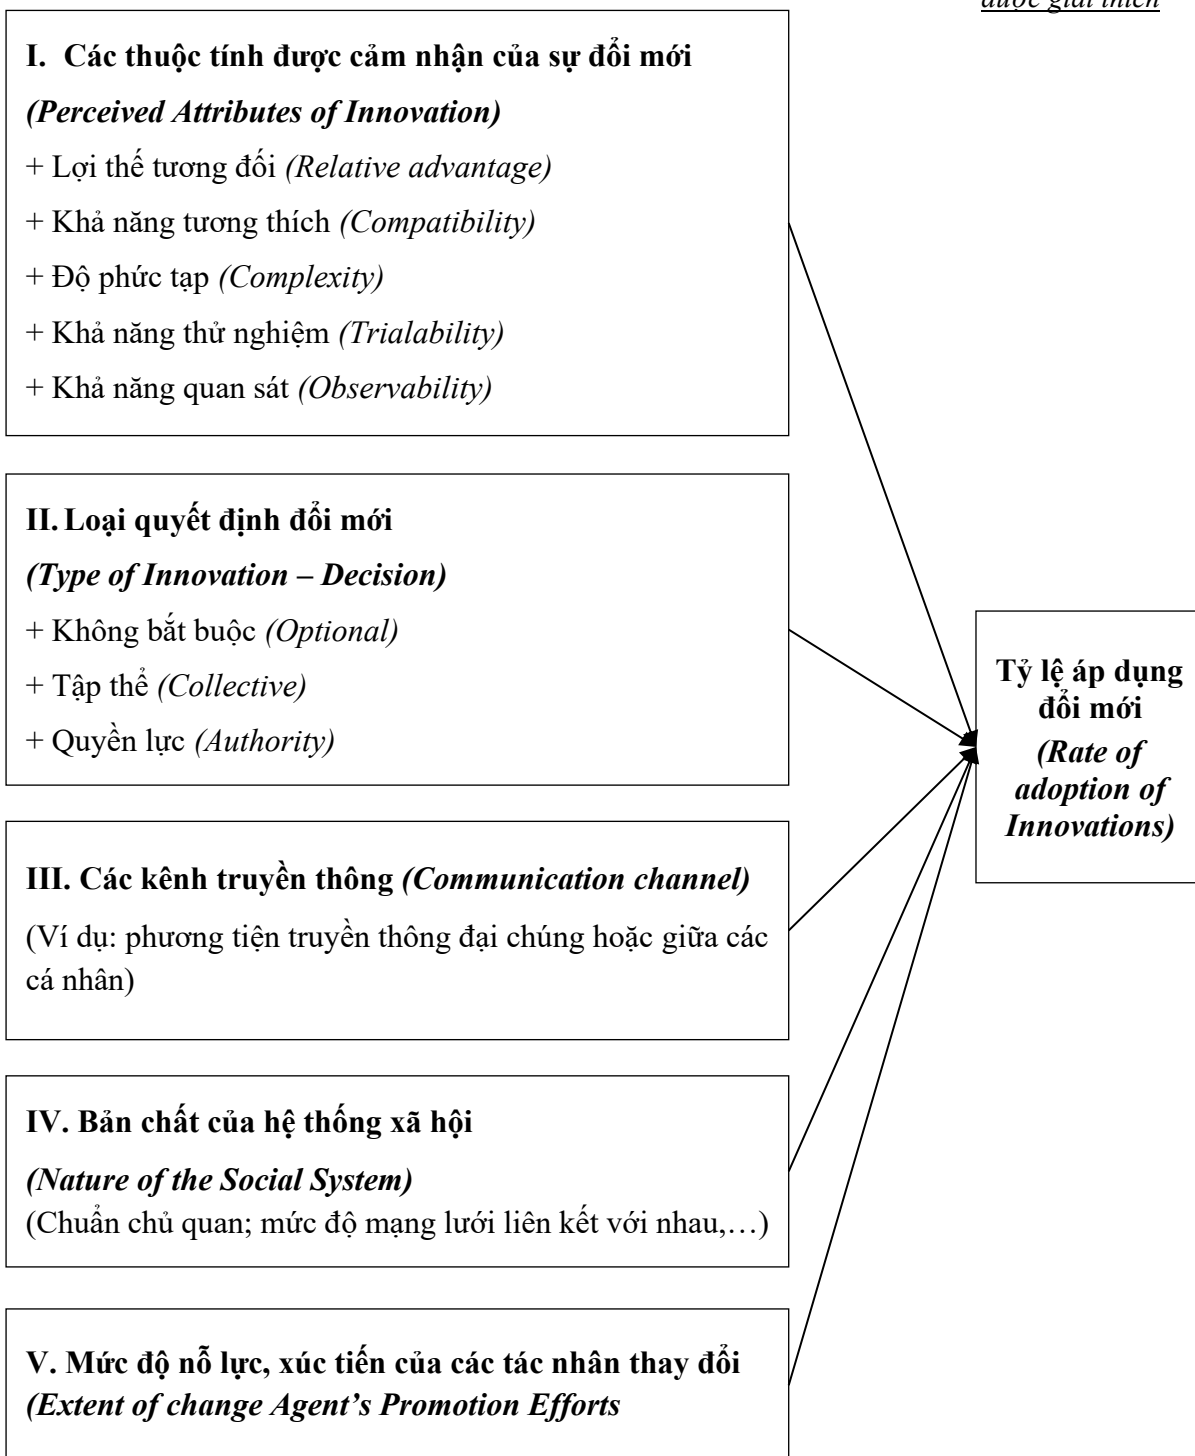 được giải thích
I. Các thuộc tính được cảm nhận của sự đổi mới
(Perceived Attributes of Innovation)
+ Lợi thế tương đối (Relative advantage)
+ Khả năng tương thích (Compatibility)
+ Độ phức tạp (Complexity)
+ Khả năng thử nghiệm (Trialability)
+ Khả năng quan sát (Observability)
II. Loại quyết định đổi mới
(Type of Innovation – Decision)
+ Không bắt buộc (Optional)
+ Tập thể (Collective)
+ Quyền lực (Authority)
III. Các kênh truyền thông (Communication channel)
(Ví dụ: phương tiện truyền thông đại chúng hoặc giữa các
cá nhân)
IV. Bản chất của hệ thống xã hội
(Nature of the Social System)
(Chuẩn chủ quan; mức độ mạng lưới liên kết với nhau,…)
V. Mức độ nỗ lực, xúc tiến của các tác nhân thay đổi
(Extent of change Agent’s Promotion Efforts
Tỷ lệ áp dụng
đổi mới
(Rate of
adoption of
Innovations)